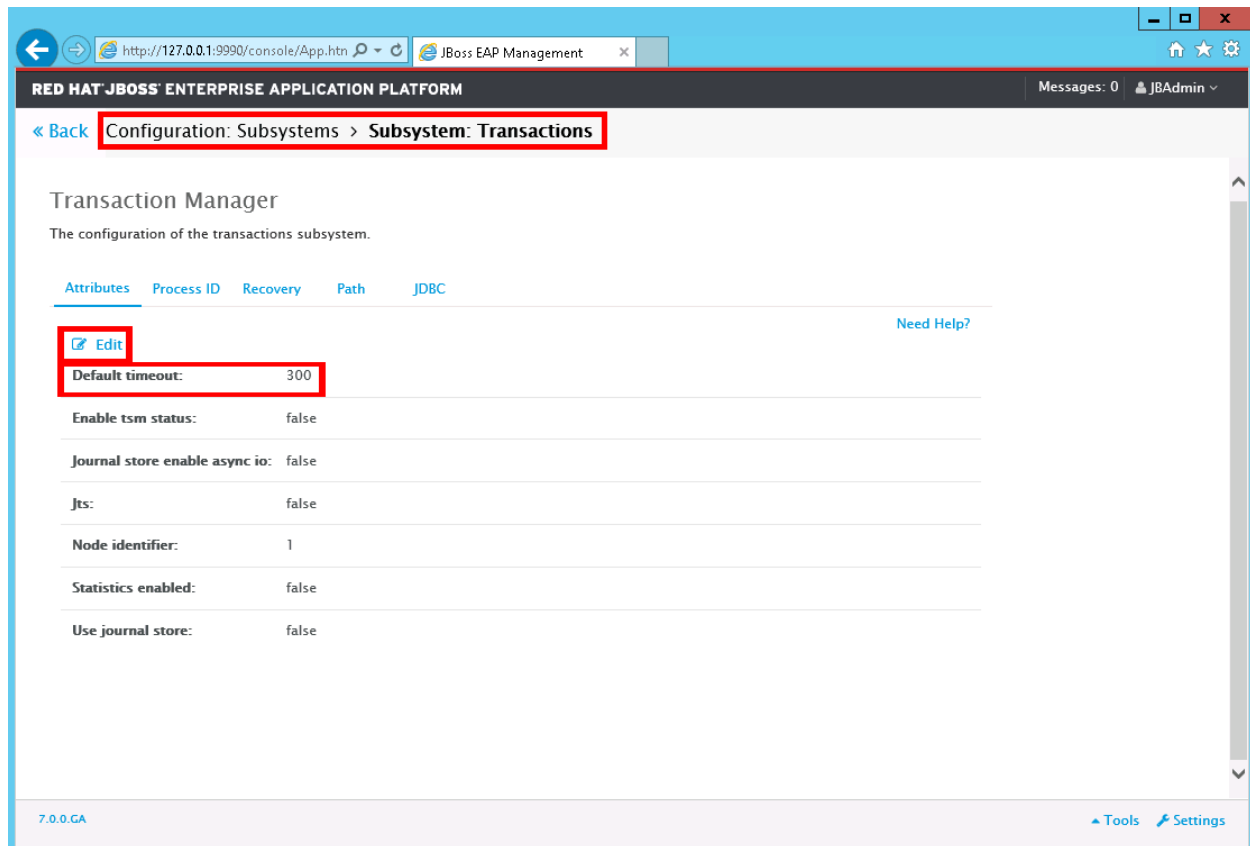 http://127.0.0.1:9990/console/App.htn
JBoss EAP Management
RED HAT JBOSS ENTERPRISE APPLICATION PLATFORM
Messages: 0
JBAdmin
« Back
Configuration: Subsystems > Subsystem: Transactions
Transaction Manager
The configuration of the transactions subsystem.
Attributes Process ID Recovery Path JDBC
Need Help?
Edit
Default timeout: 300
Enable tsm status: false
Journal store enable async io: false
Jts: false
Node identifier: 1
Statistics enabled: false
Use journal store: false
7.0.0.GA
Tools
Settings